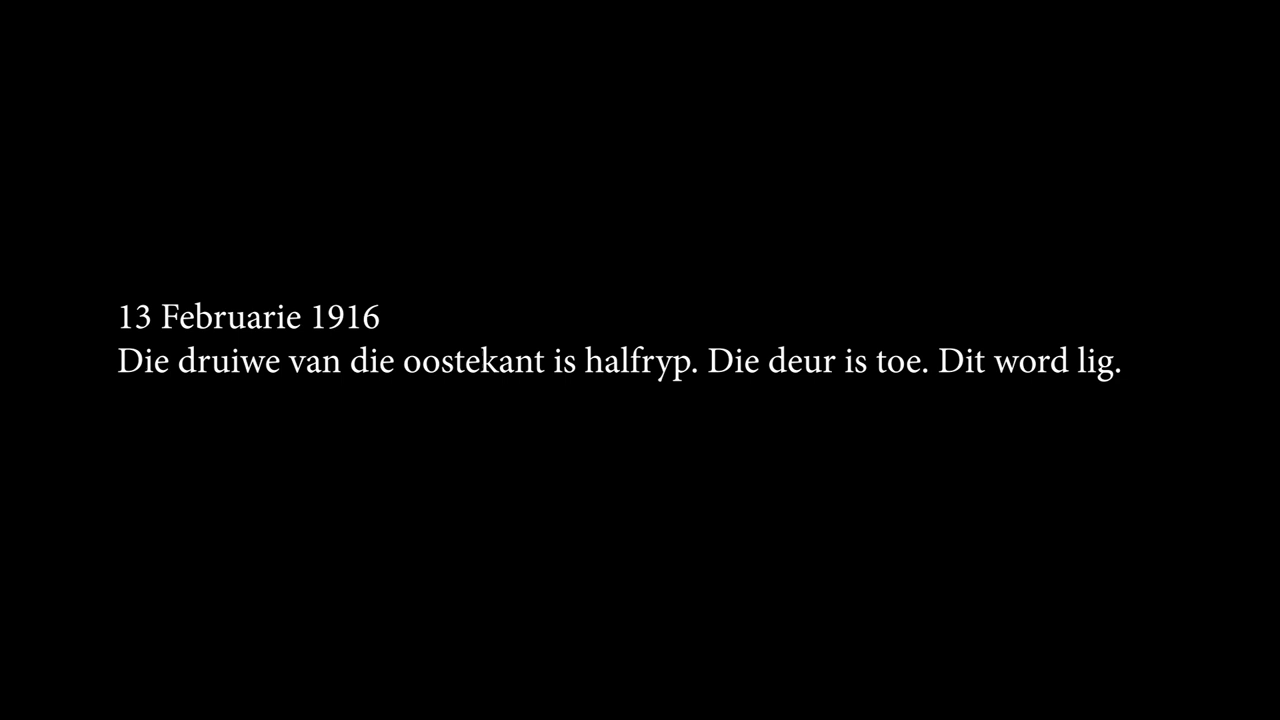 13 Februarie 1916
Die druiwe van die oostekant is halfryp. Die deur is toe. Dit word lig.